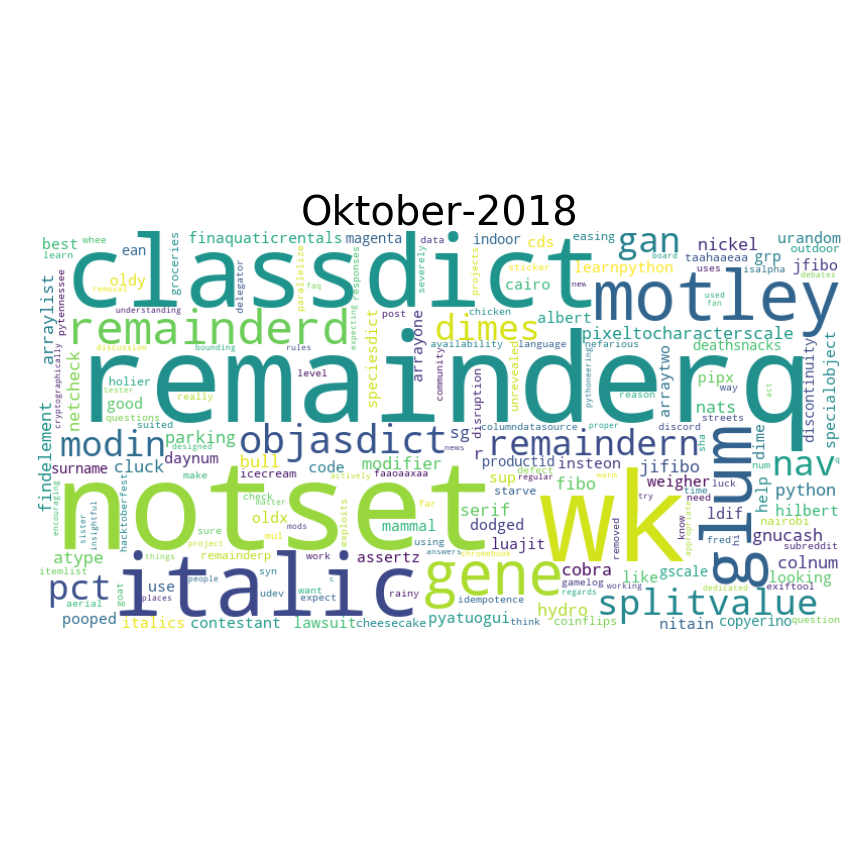 Oktober-2018
best whee ean groceries finaquaticrentals magenta data severely indoor cds easing gan nickel grp urandom
learn oldy classdict responses projects sticker learnpython board taahaaeaa uses isalpha outdoor
removal delegator parallelize faq cairo new motley used fan jfibo debates
arraylist pytennessee understanding remainderd expecting post dimes chicken albert pixeltocharacterscale
netcheck discussion bounding rules speciesdict arrayone availability language nefarious deathsnacks discontinuity specialobject
cryptographically holier tester really level community unrevealed pythoneering reason arraytwo pipx way act
good questions remainderq nats streets
findelement suited modin parking objasdict sg disruption columndatasource proper remaindern discord sha glum dime nav
surname cluck designed daynum bull code modifier news r productid insteon jifibo weigher num luck q
make icecream faaoaaxaa actively sup defect regular fibo worm try need time help python
encouraging hacktoberfest notset check matter exploits far starve wk know ldif hilbert
sister insightful sure oldx mods mammal serif dodged removed appropriate nairobi
project mul using luajit fred hi gnucash
atype things remainderp work assertz answers chromebook cobra like gscale subreddit colnum looking
itemlist pct goat use people syn c gene gamelog working dedicated exiftool
aerial places italic udev want expect rainy idempotence regards splitvalue
pooped italics contestant lawsuit cheesecake pyatuogui think hydro coinflips nitain copyerino question